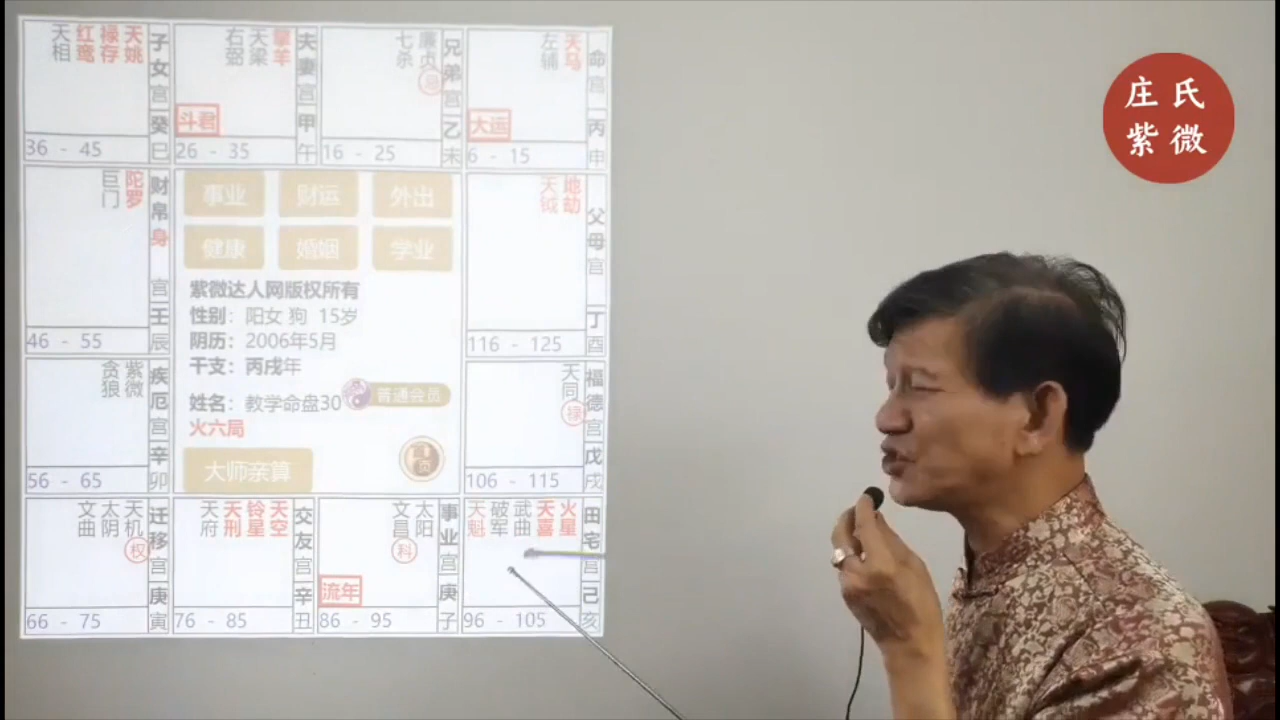 天姚
禄存
红鸾
天相
子女宫
癸巳
36 - 45
擎羊
天梁
右弼
斗君
夫妻宫
甲午
26 - 35
廉贞
忌
七杀
兄弟宫
乙未
16 - 25
天马
左辅
大运
命宫
丙申
6 - 15
陀罗
巨门
财帛身宫
壬辰
46 - 55
事业 财运 外出
健康 婚姻 学业
紫微达人网版权所有
性别：阳女 狗 15岁
阴历：2006年5月
干支：丙戌年
姓名：教学命盘30
普通会员
火六局
大师亲算
地劫
天钺
父母宫
丁酉
116 - 125
紫微
贪狼
疾厄宫
辛卯
56 - 65
天同
禄
福德宫
戊戌
106 - 115
天机
权
太阴
文曲
迁移宫
庚寅
66 - 75
天空
铃星
天刑
天府
交友宫
辛丑
76 - 85
太阳
文昌
科
流年
事业宫
庚子
86 - 95
火星
天喜
武曲
破军
天魁
田宅宫
己亥
96 - 105
庄氏
紫微